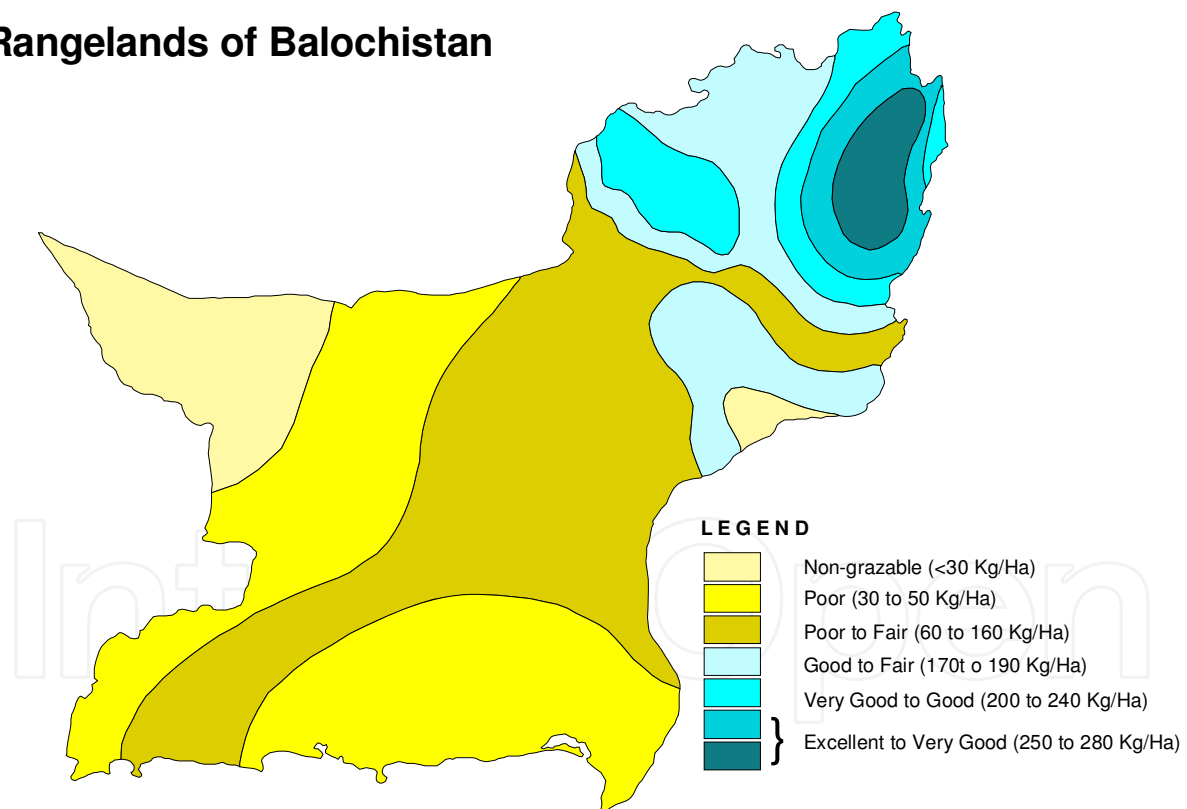 Rangelands of Balochistan
LEGEND
Non-grazable (<30 Kg/Ha)
Poor (30 to 50 Kg/Ha)
Poor to Fair (60 to 160 Kg/Ha)
Good to Fair (170t o 190 Kg/Ha)
Very Good to Good (200 to 240 Kg/Ha)
} Excellent to Very Good (250 to 280 Kg/Ha)
IntechOpen